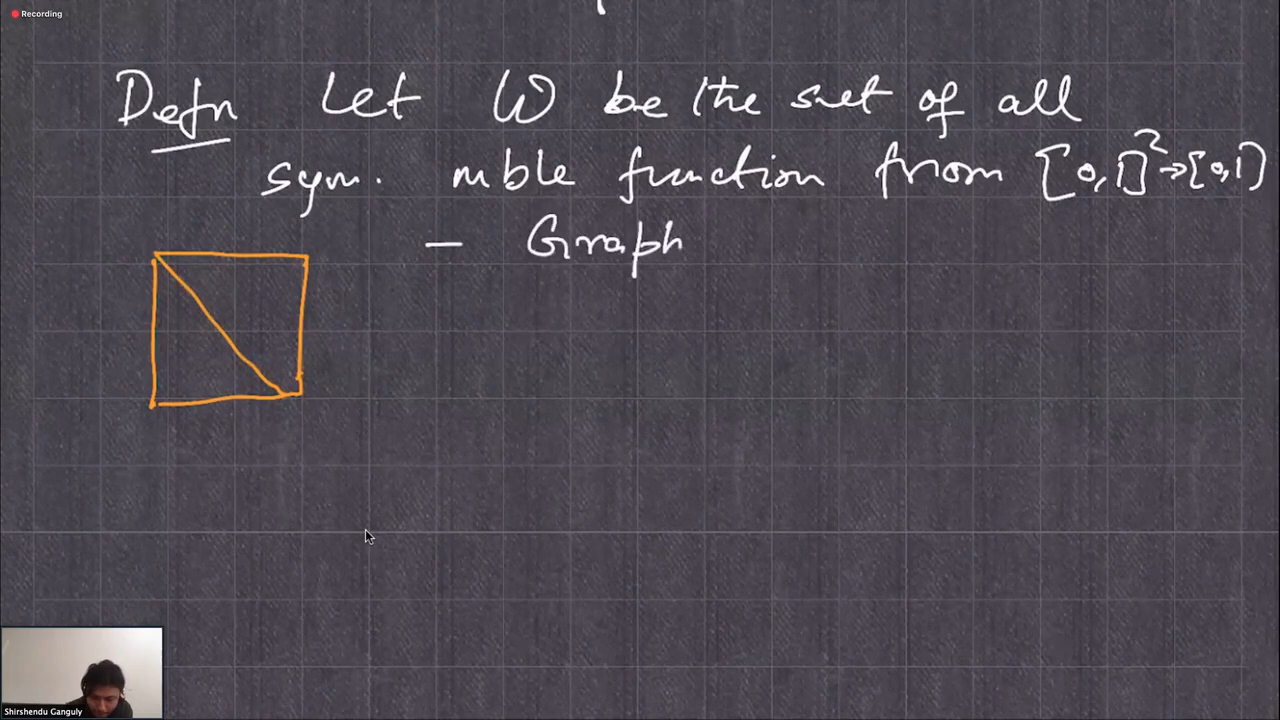 Recording
Defn Let W be the set of all
sym. mble function from [0,1]²→[0,1]
— Graph
Shirshendu Ganguly